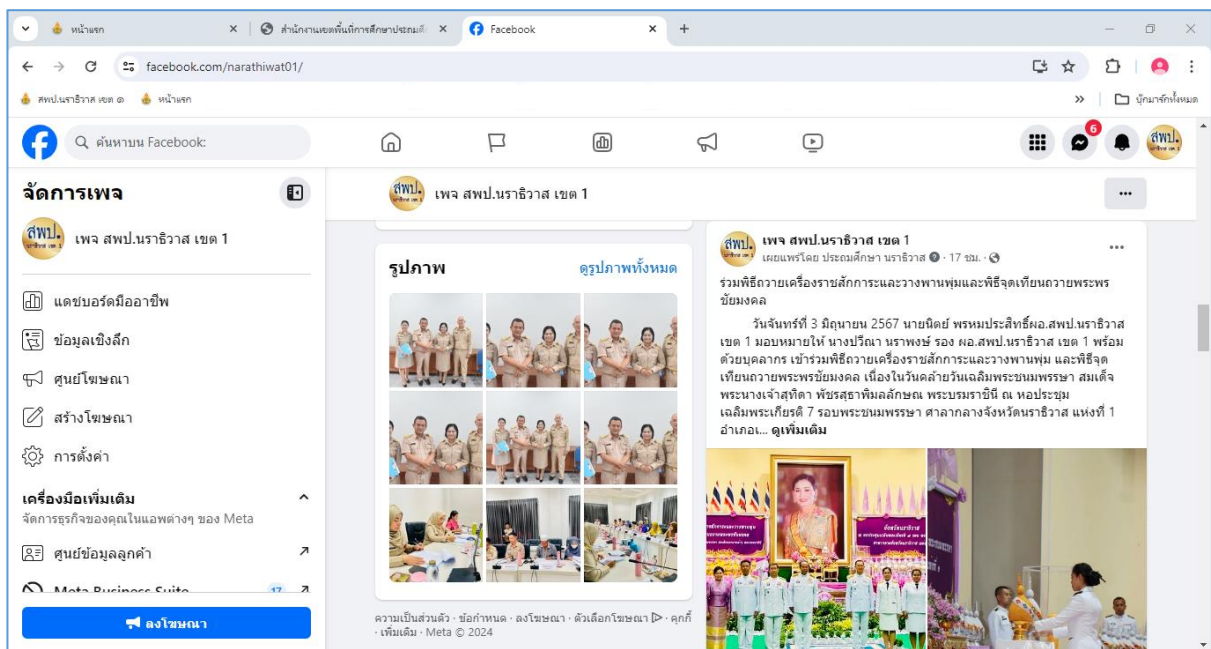 หน้าแรก
สำนักงานเขตพื้นที่การศึกษาประถมศึ
Facebook
facebook.com/narathiwat01/
สพป.นราธิวาส เขต ๑
หน้าแรก
บุ๊กมาร์กทั้งหมด
ค้นหาบน Facebook:
6
สพป.
จัดการเพจ
สพป.
เพจ สพป.นราธิวาส เขต 1
แดชบอร์ดมืออาชีพ
ข้อมูลเชิงลึก
ศูนย์โฆษณา
สร้างโฆษณา
การตั้งค่า
เครื่องมือเพิ่มเติม
จัดการธุรกิจของคุณในแอพต่างๆ ของ Meta
ศูนย์ข้อมูลลูกค้า
Meta Business Suite
17
ลงโฆษณา
สพป.
เพจ สพป.นราธิวาส เขต 1
รูปภาพ
ดูรูปภาพทั้งหมด
ความเป็นส่วนตัว · ข้อกำหนด · ลงโฆษณา · ตัวเลือกโฆษณา · คุกกี้
· เพิ่มเติม · Meta © 2024
สพป.
เพจ สพป.นราธิวาส เขต 1
เผยแพร่โดย ประถมศึกษา นราธิวาส · 17 ชม. ·
ร่วมพิธีถวายเครื่องราชสักการะและวางพานพุ่มและพิธีจุดเทียนถวายพระพร
ชัยมงคล
วันจันทร์ที่ 3 มิถุนายน 2567 นายนิตย์ พรหมประสิทธิ์ผอ.สพป.นราธิวาส
เขต 1 มอบหมายให้ นางปวีณา นราพงษ์ รอง ผอ.สพป.นราธิวาส เขต 1 พร้อม
ด้วยบุคลากร เข้าร่วมพิธีถวายเครื่องราชสักการะและวางพานพุ่ม และพิธีจุด
เทียนถวายพระพรชัยมงคล เนื่องในวันคล้ายวันเฉลิมพระชนมพรรษา สมเด็จ
พระนางเจ้าสุทิดา พัชรสุธาพิมลลักษณ พระบรมราชินี ณ หอประชุม
เฉลิมพระเกียรติ 7 รอบพระชนมพรรษา ศาลากลางจังหวัดนราธิวาส แห่งที่ 1
อำเภอเ... ดูเพิ่มเติม
จังหวัดนราธิวาส